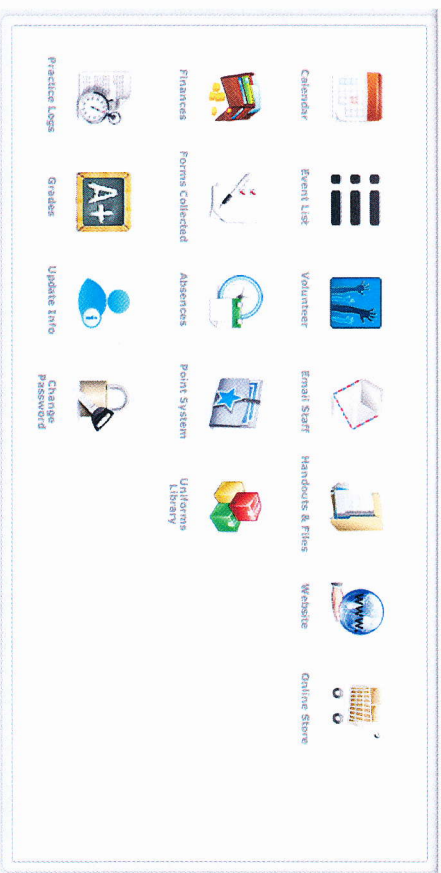 Calendar
Event List
Volunteer
Email Staff
Handouts & Files
Website
Online Store
Finances
Forms Collected
Absences
Point System
Uniforms
Library
Practice Logs
Grades
Update Info
Change
Password
A+
www.